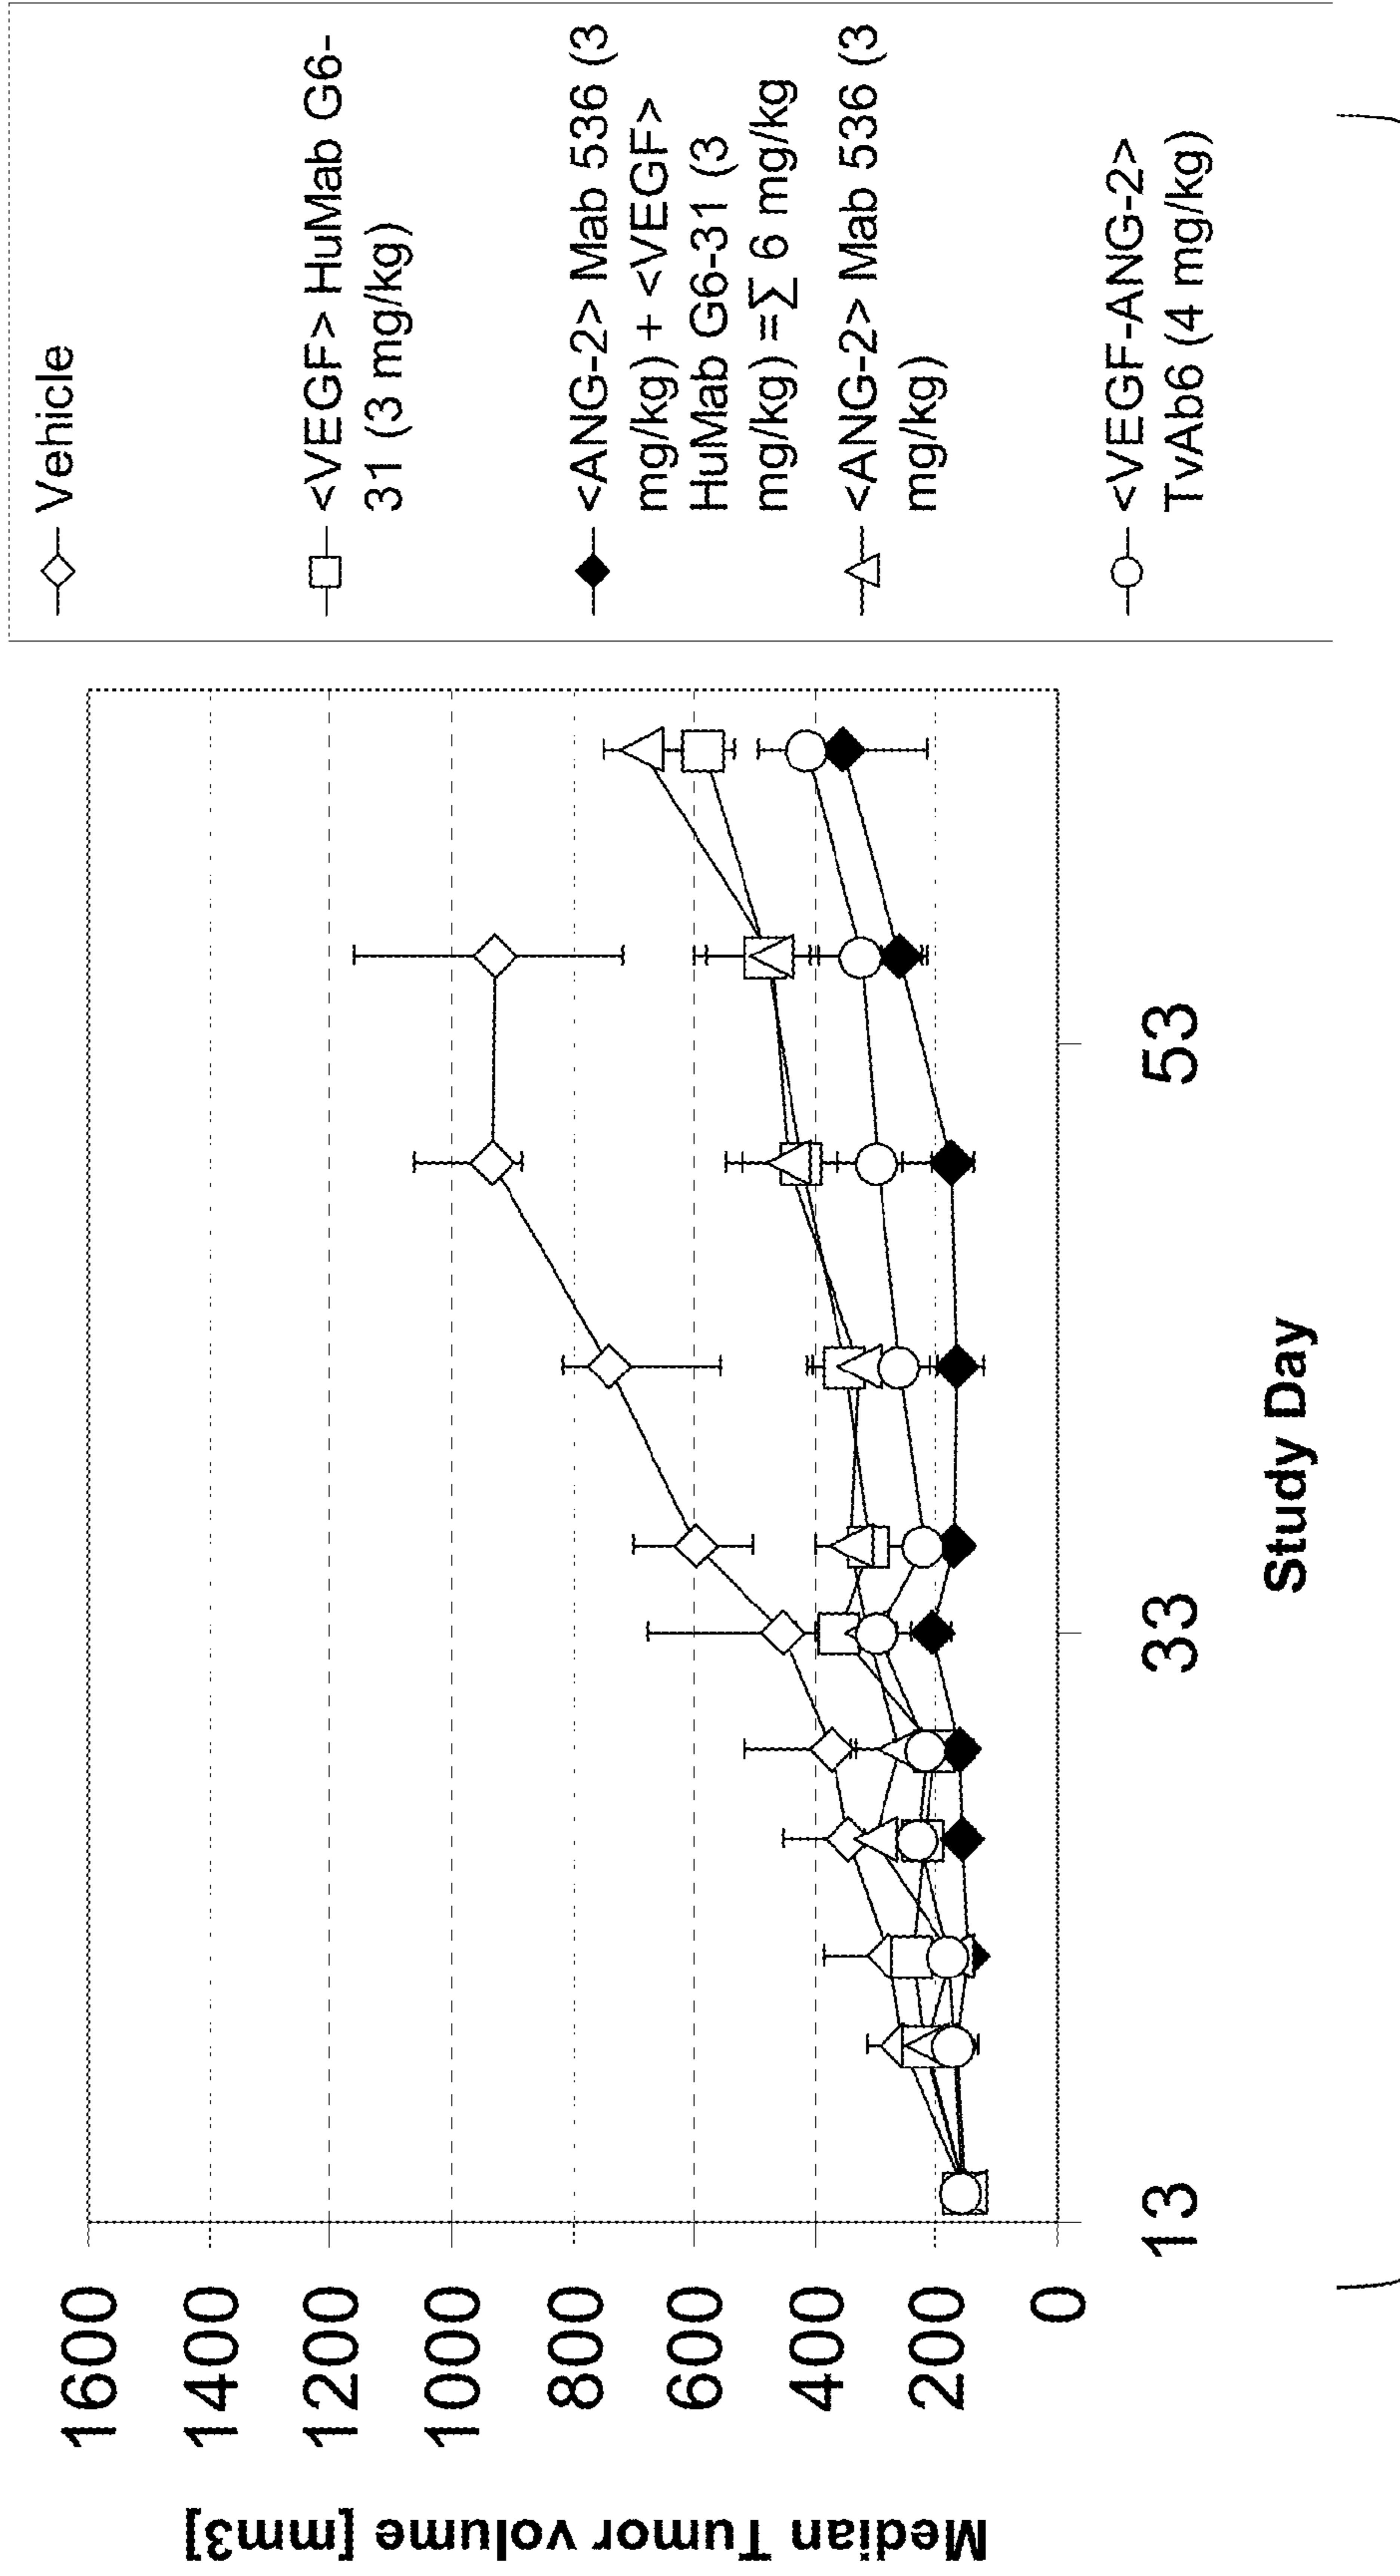 Median Tumor volume [mm3]
1600
1400
1200
1000
800
600
400
200
0
13
33
53
Study Day
Vehicle
<VEGF> HuMab G6-
31 (3 mg/kg)
<ANG-2> Mab 536 (3
mg/kg) + <VEGF>
HuMab G6-31 (3
mg/kg) =∑ 6 mg/kg
<ANG-2> Mab 536 (3
mg/kg)
<VEGF-ANG-2>
TvAb6 (4 mg/kg)